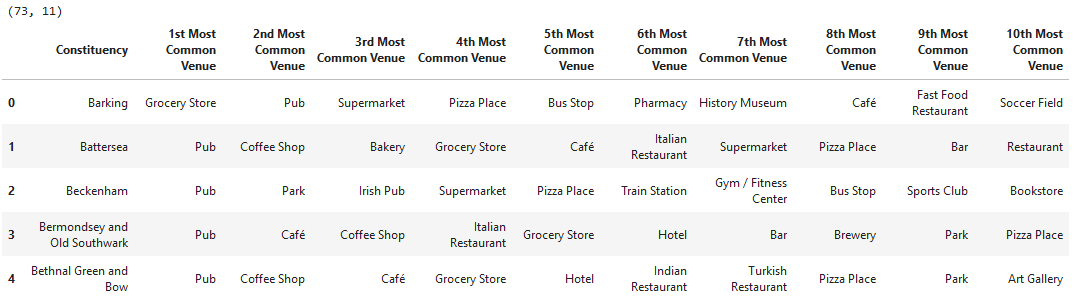 (73, 11)
Constituency 1st Most Common Venue 2nd Most Common Venue 3rd Most Common Venue 4th Most Common Venue 5th Most Common Venue 6th Most Common Venue 7th Most Common Venue 8th Most Common Venue 9th Most Common Venue 10th Most Common Venue
0 Barking Grocery Store Pub Supermarket Pizza Place Bus Stop Pharmacy History Museum Café Fast Food Restaurant Soccer Field
1 Battersea Pub Coffee Shop Bakery Grocery Store Café Italian Restaurant Supermarket Pizza Place Bar Restaurant
2 Beckenham Pub Park Irish Pub Supermarket Pizza Place Train Station Gym / Fitness Center Bus Stop Sports Club Bookstore
3 Bermondsey and Old Southwark Pub Café Coffee Shop Italian Restaurant Grocery Store Hotel Bar Brewery Park Pizza Place
4 Bethnal Green and Bow Pub Coffee Shop Café Grocery Store Hotel Indian Restaurant Turkish Restaurant Pizza Place Park Art Gallery